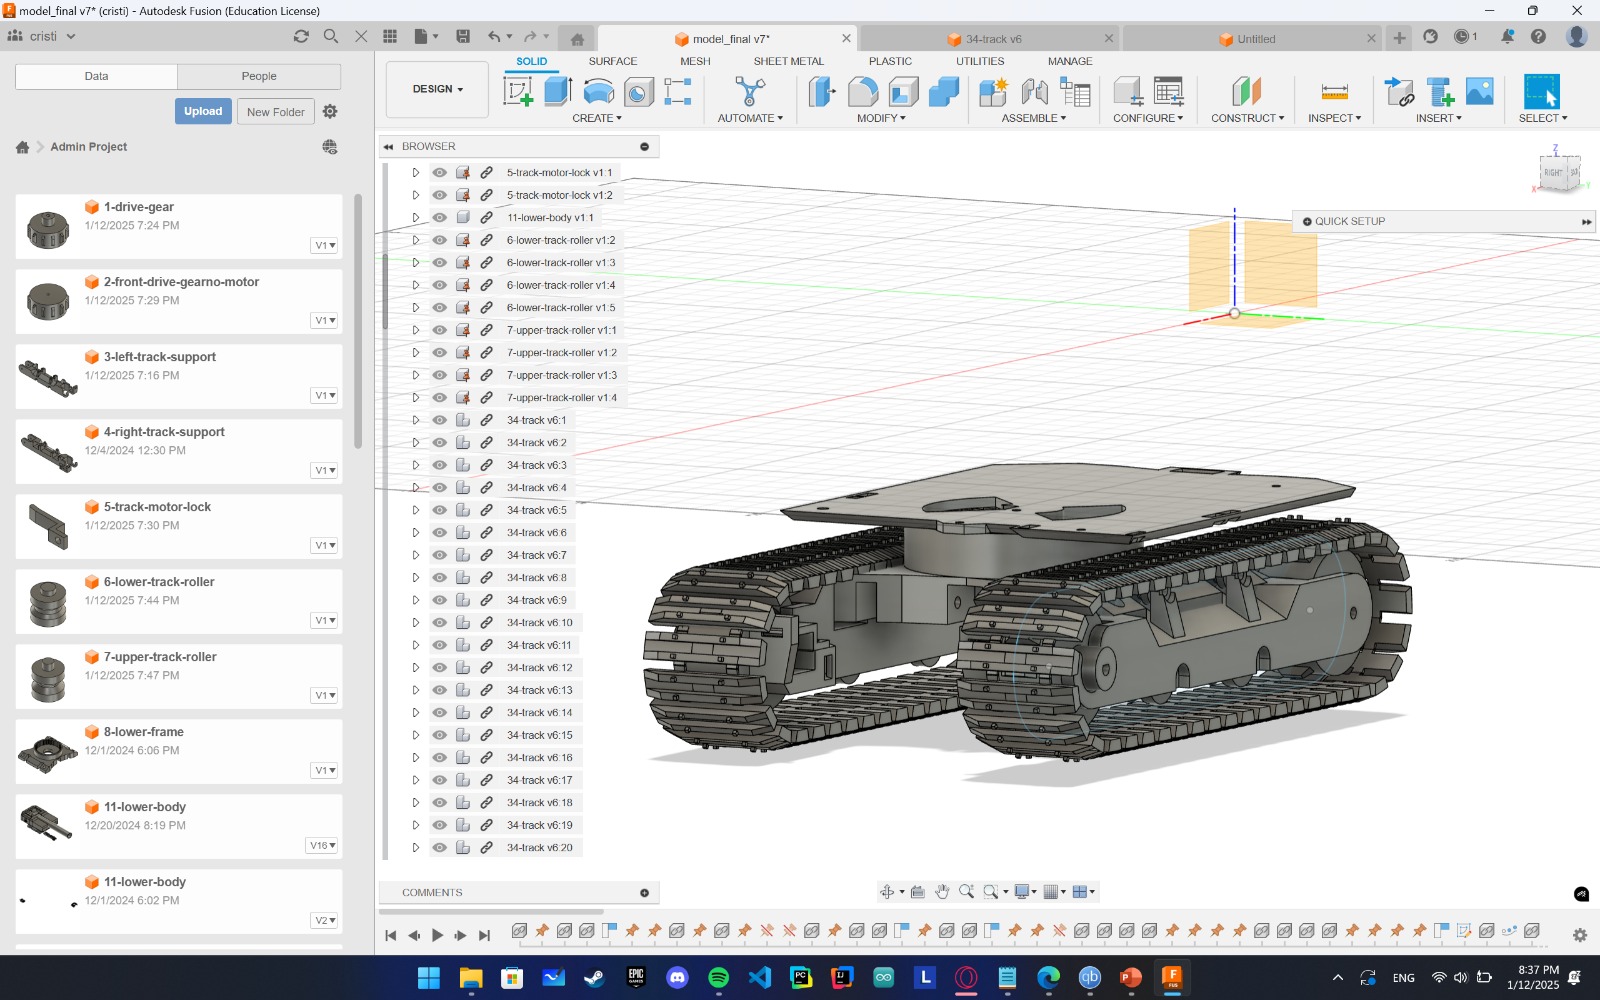 model_final v7* (cristi) - Autodesk Fusion (Education License)
cristi
model_final v7*
34-track v6
Untitled
1
Data
People
Upload
New Folder
Admin Project
1-drive-gear
1/12/2025 7:24 PM
V1
2-front-drive-gearno-motor
1/12/2025 7:29 PM
V1
3-left-track-support
1/12/2025 7:16 PM
V1
4-right-track-support
12/4/2024 12:30 PM
V1
5-track-motor-lock
1/12/2025 7:30 PM
V1
6-lower-track-roller
1/12/2025 7:44 PM
V1
7-upper-track-roller
1/12/2025 7:47 PM
V1
8-lower-frame
12/1/2024 6:06 PM
V1
11-lower-body
12/20/2024 8:19 PM
V16
11-lower-body
12/1/2024 6:02 PM
V2
DESIGN
SOLID
SURFACE
MESH
SHEET METAL
PLASTIC
UTILITIES
MANAGE
CREATE
AUTOMATE
MODIFY
ASSEMBLE
CONFIGURE
CONSTRUCT
INSPECT
INSERT
SELECT
BROWSER
5-track-motor-lock v1:1
5-track-motor-lock v1:2
11-lower-body v1:1
6-lower-track-roller v1:2
6-lower-track-roller v1:3
6-lower-track-roller v1:4
6-lower-track-roller v1:5
7-upper-track-roller v1:1
7-upper-track-roller v1:2
7-upper-track-roller v1:3
7-upper-track-roller v1:4
34-track v6:1
34-track v6:2
34-track v6:3
34-track v6:4
34-track v6:5
34-track v6:6
34-track v6:7
34-track v6:8
34-track v6:9
34-track v6:10
34-track v6:11
34-track v6:12
34-track v6:13
34-track v6:14
34-track v6:15
34-track v6:16
34-track v6:17
34-track v6:18
34-track v6:19
34-track v6:20
Z
RIGHT
X
Y
QUICK SETUP
COMMENTS
EPIC GAMES
PC
IJ
L
qb
P
F
FUS
ENG
8:37 PM
1/12/2025